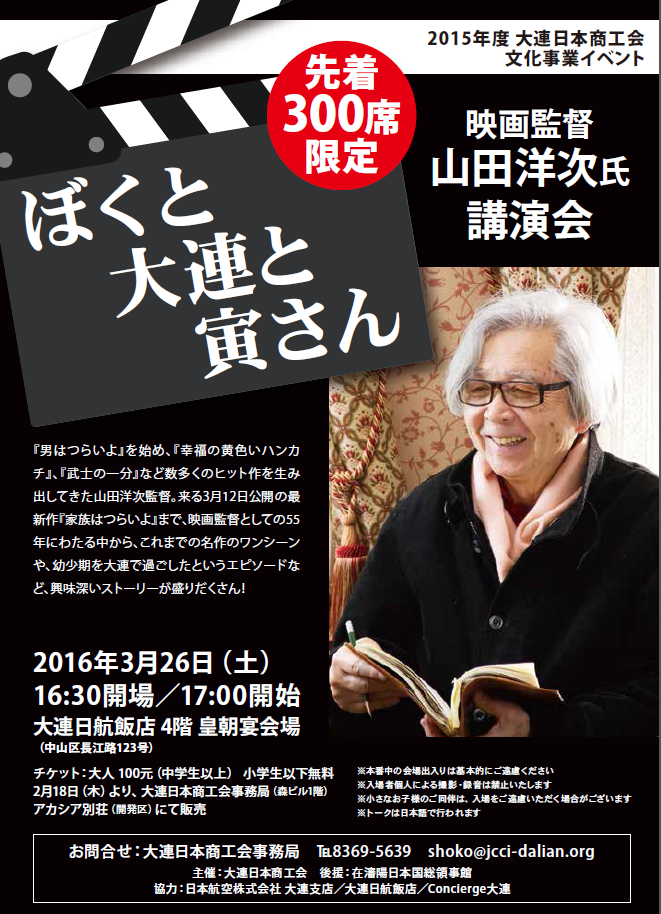 2015年度 大連日本商工会
文化事業イベント
先着
300席
限定
映画監督
山田洋次氏
講演会
ぼくと
大連と
寅さん
『男はつらいよ』を始め、『幸福の黄色いハンカ
チ』、『武士の一分』など数多くのヒット作を生み
出してきた山田洋次監督。来る3月12日公開の最
新作『家族はつらいよ』まで、映画監督としての55
年にわたる中から、これまでの名作のワンシーン
や、幼少期を大連で過ごしたというエピソードな
ど、興味深いストーリーが盛りだくさん!
2016年3月26日（土）
16:30開場／17:00開始
大連日航飯店 4階 皇朝宴会場
（中山区長江路123号）
チケット：大人 100元（中学生以上） 小学生以下無料
2月18日（木）より、大連日本商工会事務局（森ビル1階）
アカシア別荘（開発区）にて販売
※本番中の会場出入りは基本的にご遠慮ください
※入場者個人による撮影・録音は禁止いたします
※小さなお子様のご同伴は、入場をご遠慮いただく場合がございます
※トークは日本語で行われます
お問合せ：大連日本商工会事務局 ℡8369-5639 shoko@jcci-dalian.org
主催：大連日本商工会 後援：在瀋陽日本国総領事館
協力：日本航空株式会社 大連支店／大連日航飯店／Concierge大連